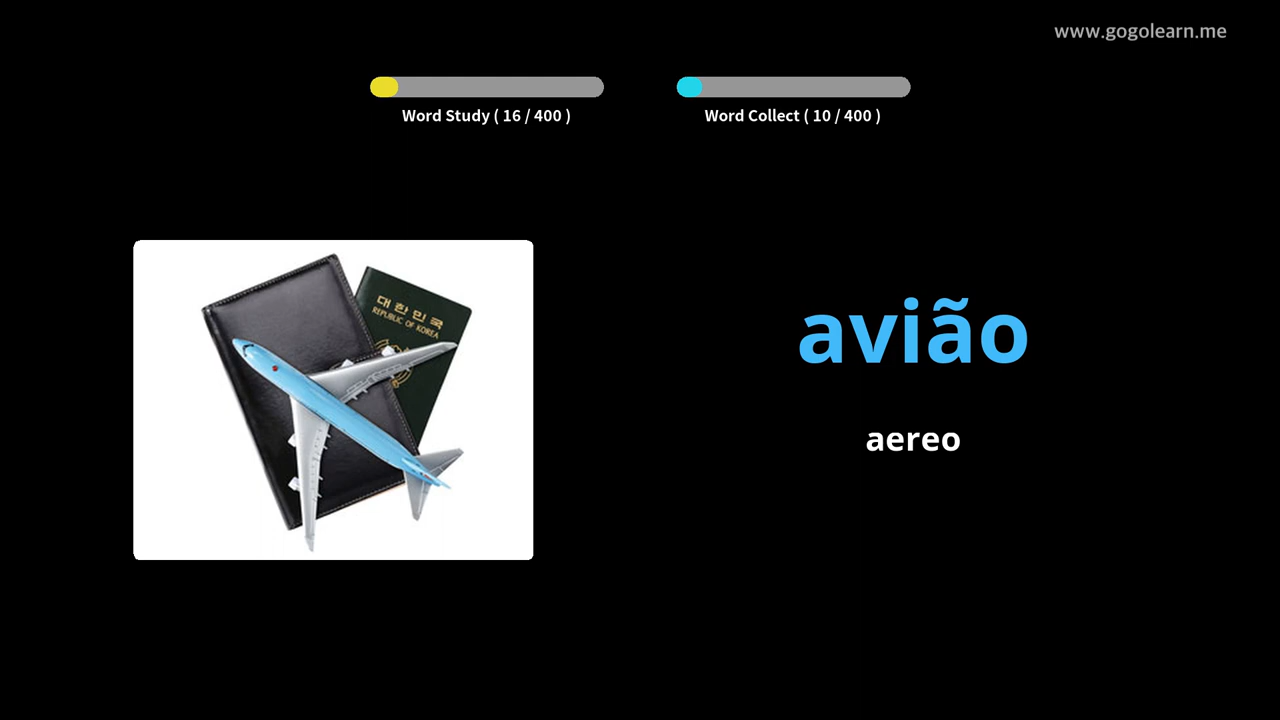 www.gogolearn.me
Word Study ( 16 / 400 )
Word Collect ( 10 / 400 )
대한민국
REPUBLIC OF KOREA
avião
aereo